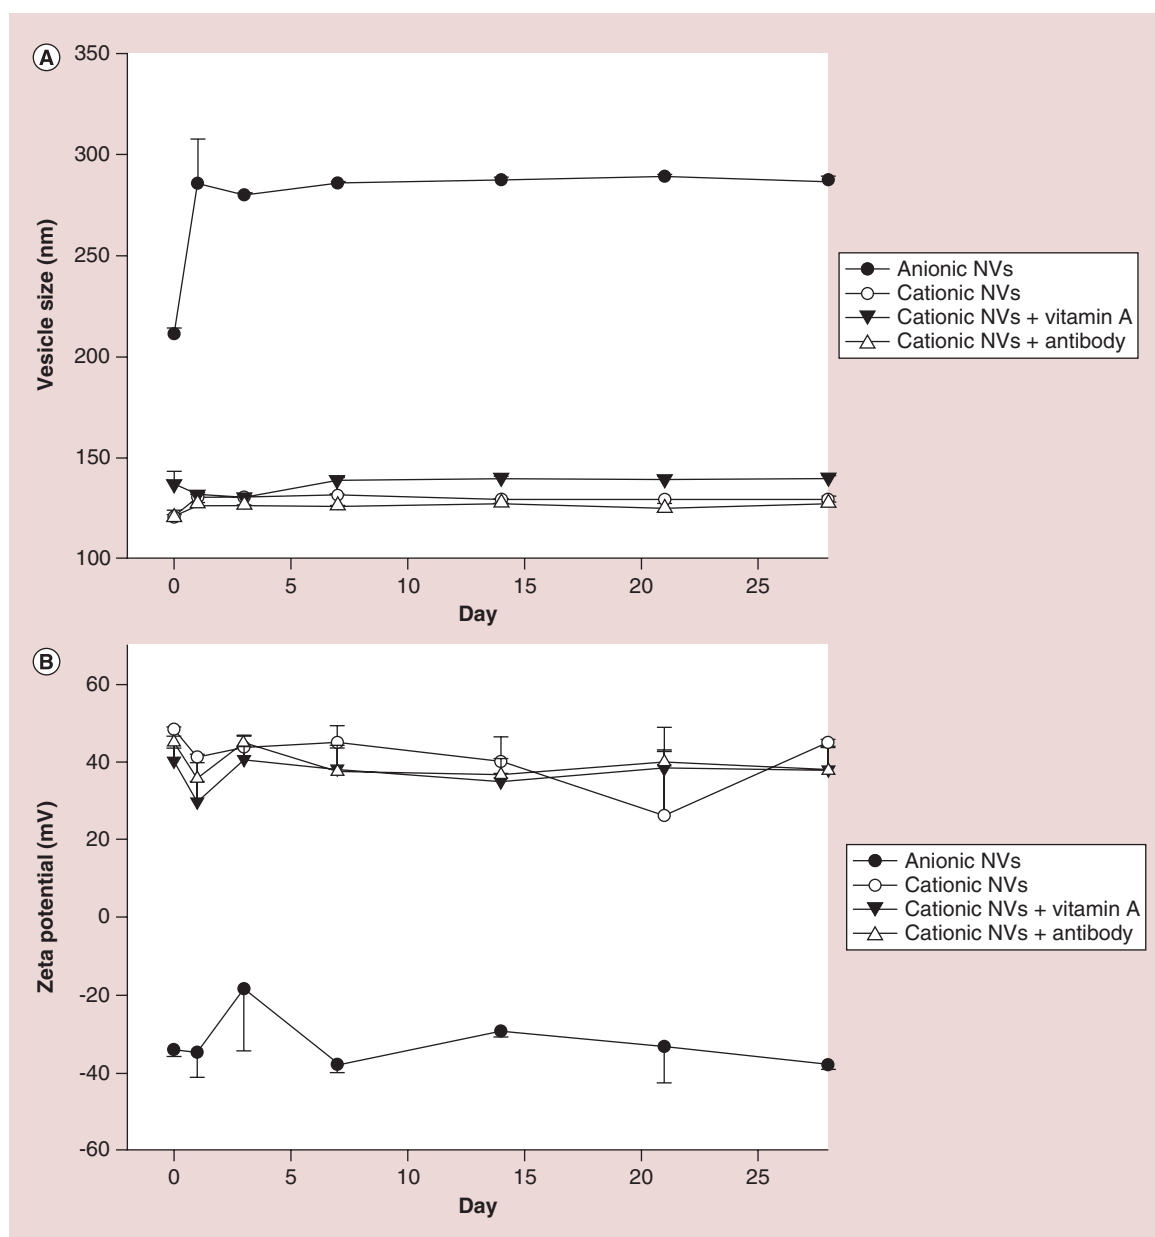 A
350
300
250
200
150
100
Vesicle size (nm)
0 5 10 15 20 25
Day
Anionic NVs
Cationic NVs
Cationic NVs + vitamin A
Cationic NVs + antibody
B
60
40
20
0
-20
-40
-60
Zeta potential (mV)
0 5 10 15 20 25
Day
Anionic NVs
Cationic NVs
Cationic NVs + vitamin A
Cationic NVs + antibody